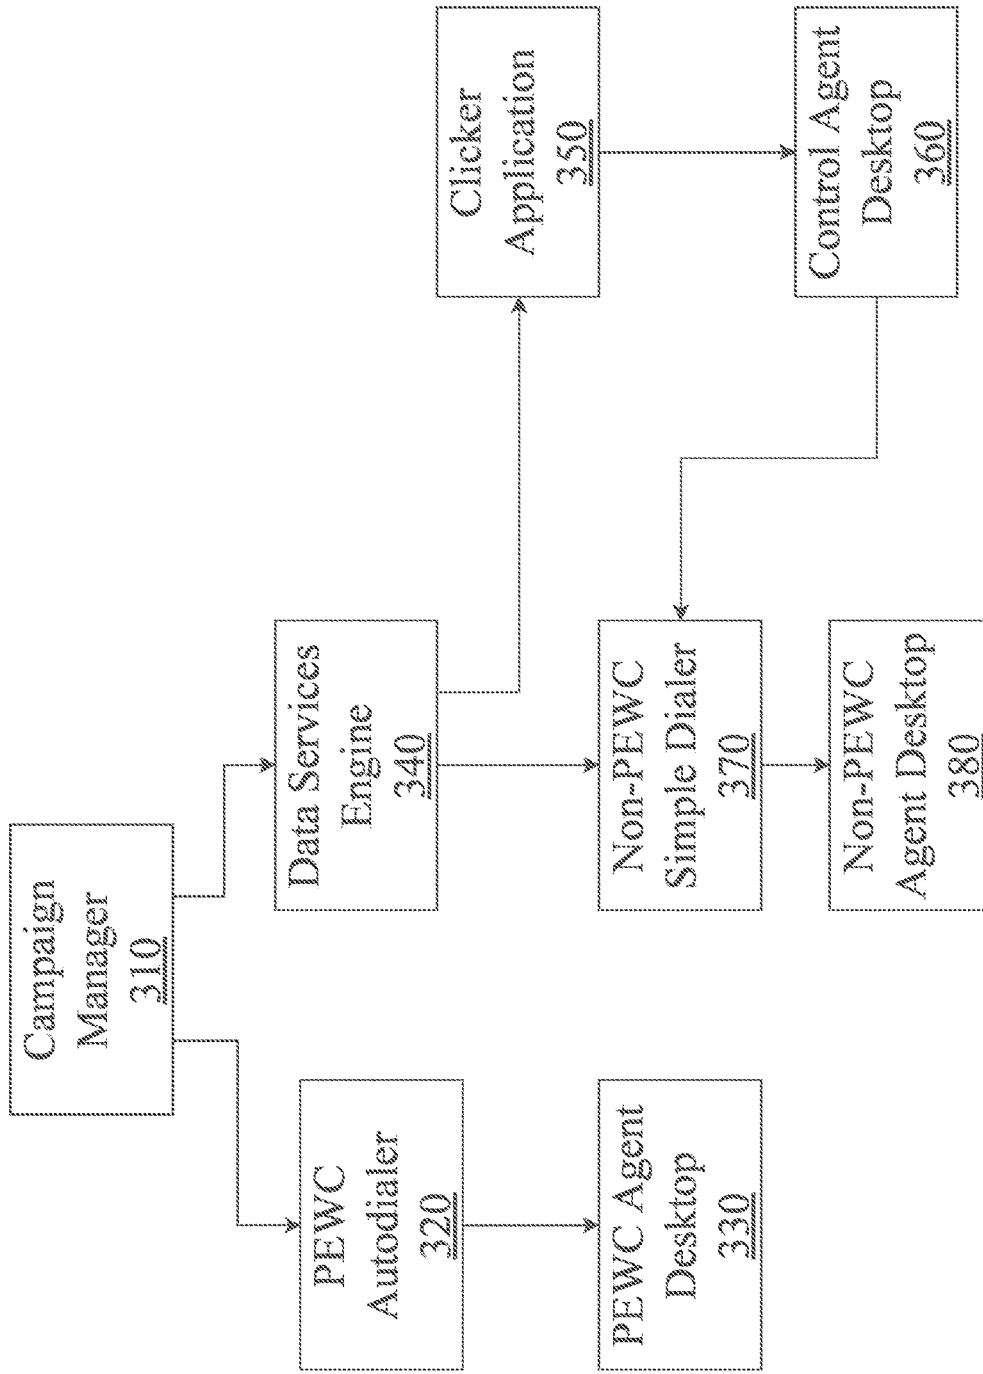 Campaign
Manager
310
PEWC
Autodialer
320
PEWC Agent
Desktop
330
Data Services
Engine
340
Clicker
Application
350
Control Agent
Desktop
360
Non-PEWC
Simple Dialer
370
Non-PEWC
Agent Desktop
380